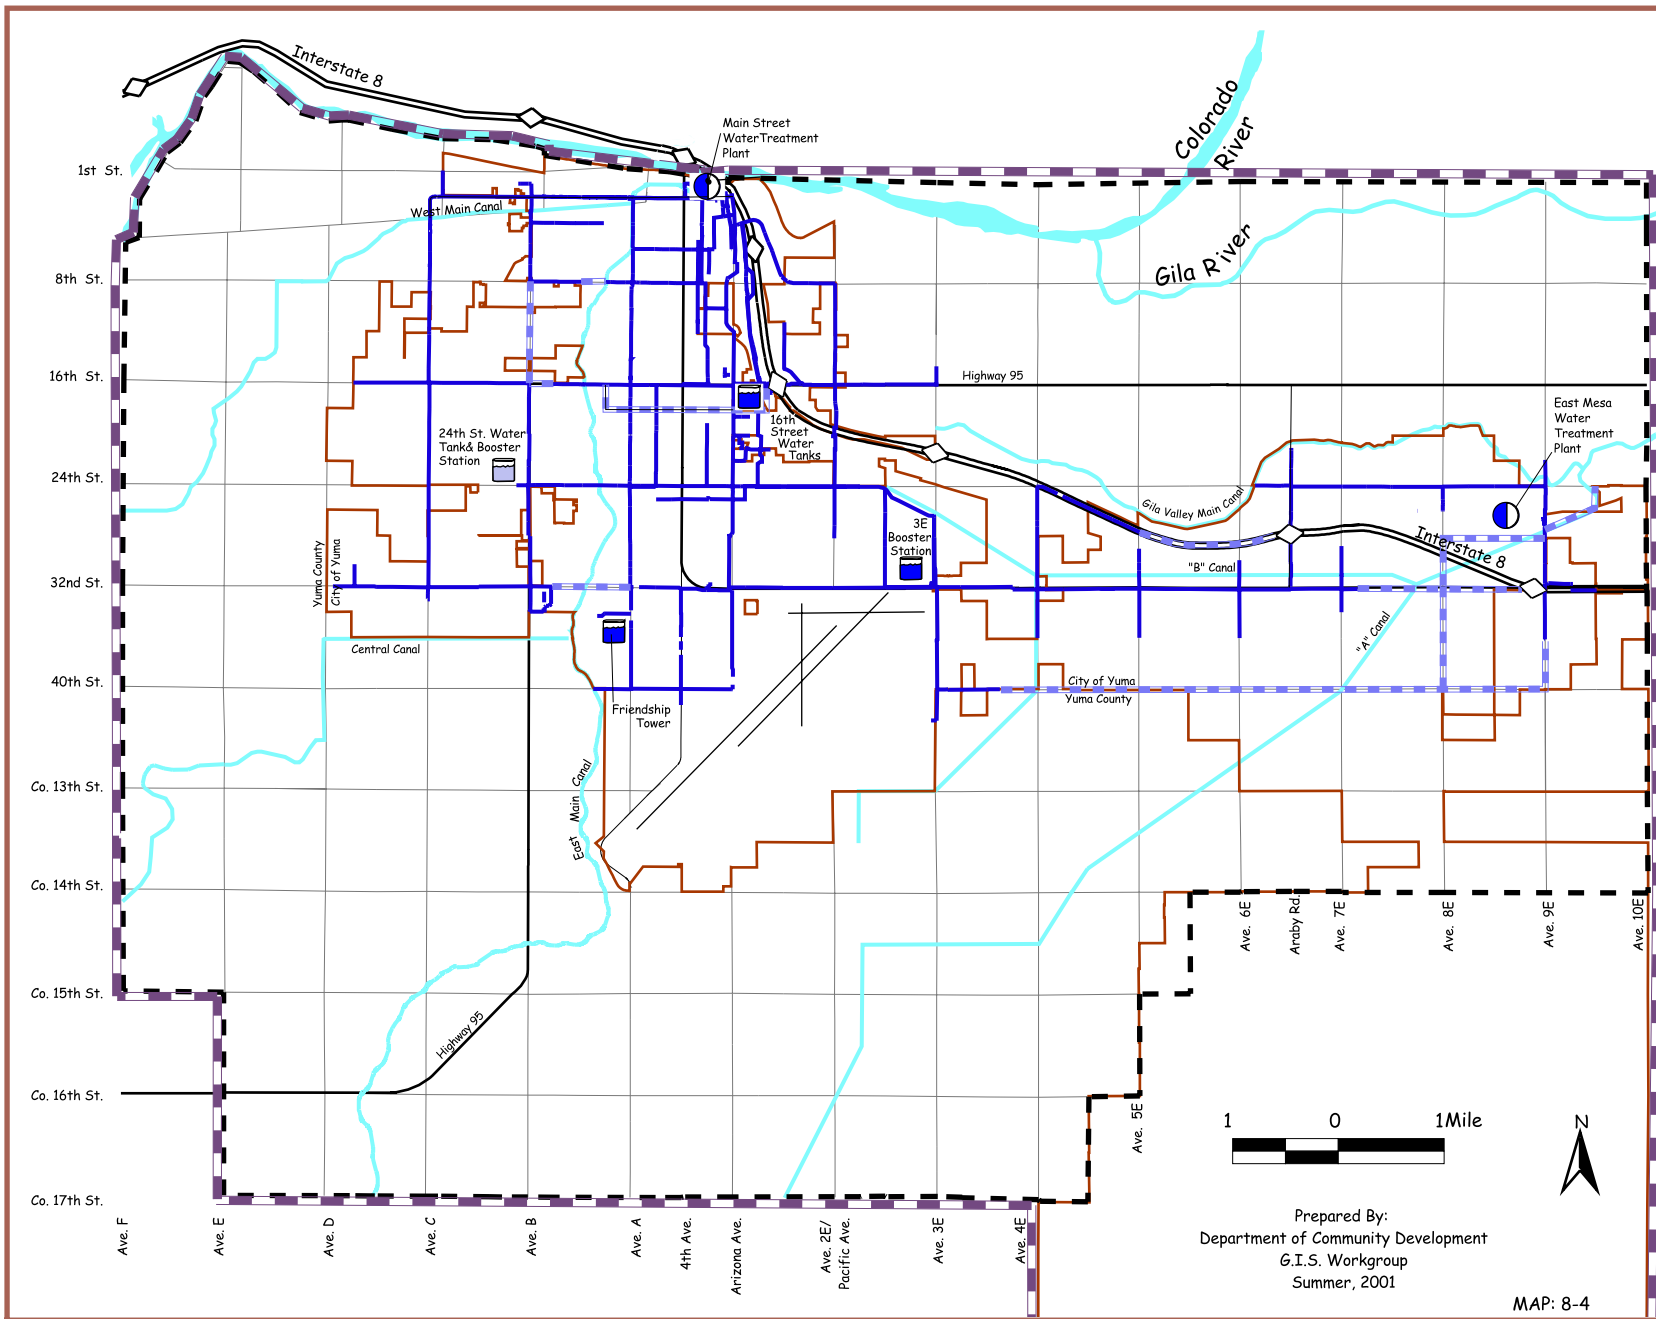 Interstate 8
Main Street
WaterTreatment
Plant
Colorado
River
1st St.
West Main Canal
Gila River
8th St.
16th St.
Highway 95
East Mesa
Water
Treatment
Plant
24th St. Water
Tank& Booster
Station
16th
Street
Water
Tanks
24th St.
Gila Valley Main Canal
3E
Booster
Station
Interstate 8
"B" Canal
Yuma County
City of Yuma
32nd St.
"A" Canal
Central Canal
40th St.
City of Yuma
Yuma County
Friendship
Tower
East Main Canal
Co. 13th St.
Co. 14th St.
Ave. 6E
Araby Rd.
Ave. 7E
Ave. 8E
Ave. 9E
Ave. 10E
Co. 15th St.
Highway 95
Co. 16th St.
Ave. 5E
1 0 1Mile
N
Co. 17th St.
Ave. F
Ave. E
Ave. D
Ave. C
Ave. B
Ave. A
4th Ave.
Arizona Ave.
Ave. 2E/
Pacific Ave.
Ave. 3E
Ave. 4E
Prepared By:
Department of Community Development
G.I.S. Workgroup
Summer, 2001
MAP: 8-4